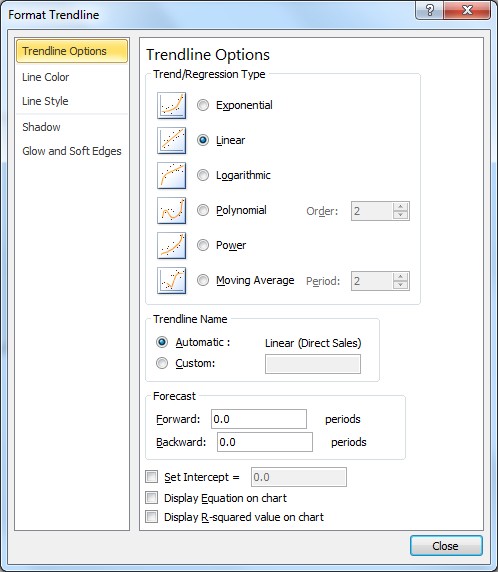 Format Trendline
Trendline Options
Line Color
Line Style
Shadow
Glow and Soft Edges
Trendline Options
Trend/Regression Type
Exponential
Linear
Logarithmic
Polynomial Order: 2
Power
Moving Average Period: 2
Trendline Name
Automatic : Linear (Direct Sales)
Custom:
Forecast
Forward: 0.0 periods
Backward: 0.0 periods
Set Intercept = 0.0
Display Equation on chart
Display R-squared value on chart
Close